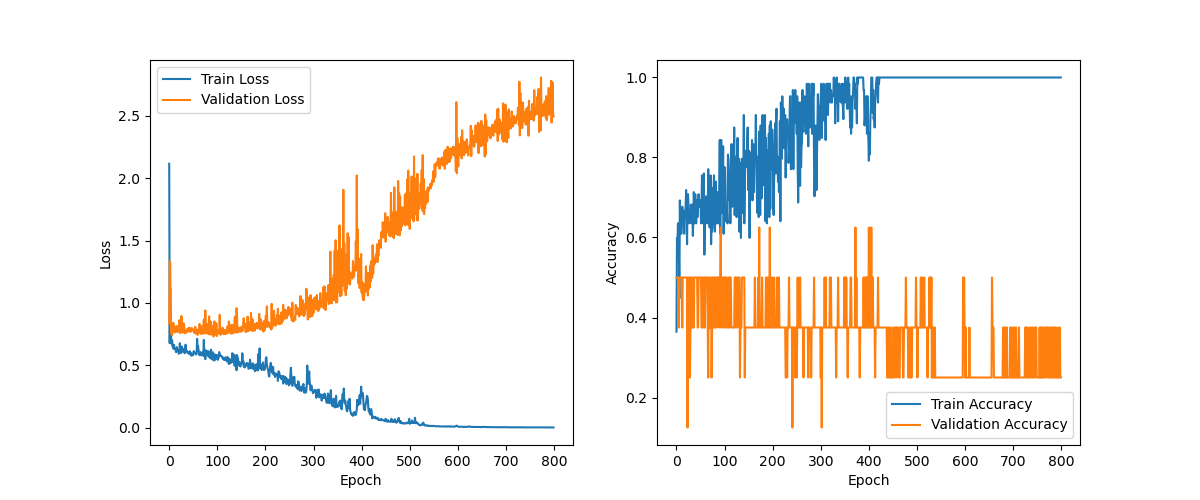 Train Loss
Validation Loss
2.5
2.0
1.5
1.0
0.5
0.0
Loss
0 100 200 300 400 500 600 700 800
Epoch
1.0
0.8
0.6
0.4
0.2
Accuracy
Train Accuracy
Validation Accuracy
0 100 200 300 400 500 600 700 800
Epoch